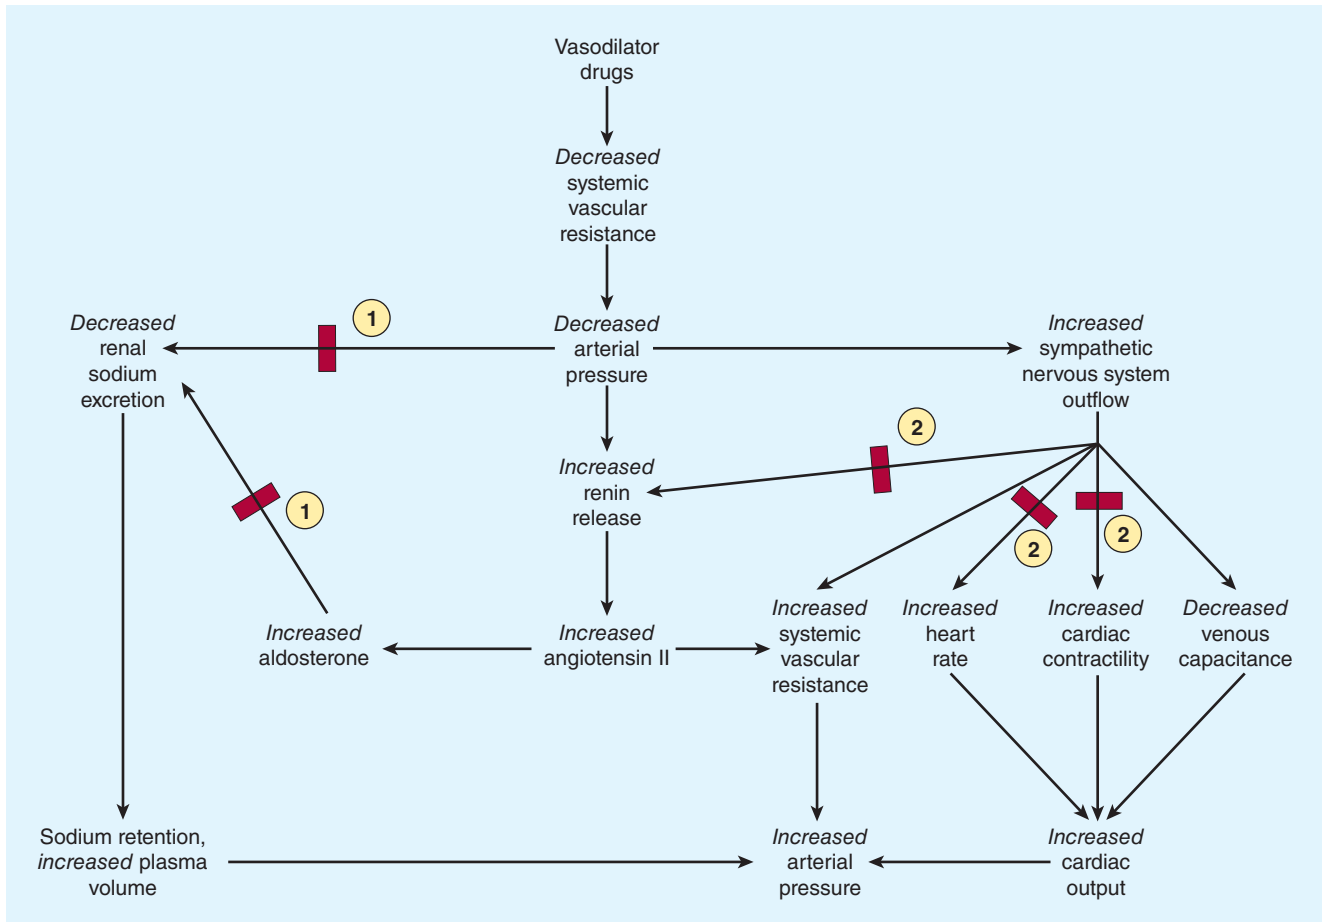 Vasodilator
drugs
Decreased
systemic
vascular
resistance
Decreased
renal
sodium
excretion
1
Decreased
arterial
pressure
Increased
sympathetic
nervous system
outflow
2
Increased
renin
release
1
2
2
Increased
aldosterone
Increased
angiotensin II
Increased
systemic
vascular
resistance
Increased
heart
rate
Increased
cardiac
contractility
Decreased
venous
capacitance
Sodium retention,
increased plasma
volume
Increased
arterial
pressure
Increased
cardiac
output